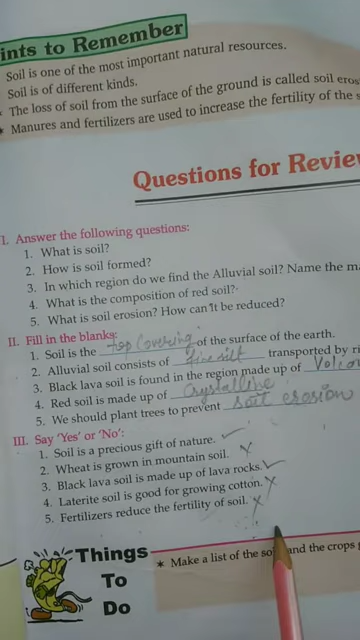 ints to Remember
Soil is one of the most important natural resources.
Soil is of different kinds.
The loss of soil from the surface of the ground is called soil eros
* Manures and fertilizers are used to increase the fertility of the s
Questions for Review
I. Answer the following questions:
1. What is soil?
2. How is soil formed?
3. In which region do we find the Alluvial soil? Name the ma
4. What is the composition of red soil?
5. What is soil erosion? How can it be reduced?
II. Fill in the blanks:
1. Soil is the top covering of the surface of the earth.
2. Alluvial soil consists of fine silt transported by ri
3. Black lava soil is found in the region made up of
4. Red soil is made up of Crystalline
5. We should plant trees to prevent soil erosion
III. Say 'Yes' or 'No':
1. Soil is a precious gift of nature. ✓
2. Wheat is grown in mountain soil. ✗
3. Black lava soil is made up of lava rocks. ✓
4. Laterite soil is good for growing cotton. ✗
5. Fertilizers reduce the fertility of soil. ✗
Things
To
Do
* Make a list of the so and the crops